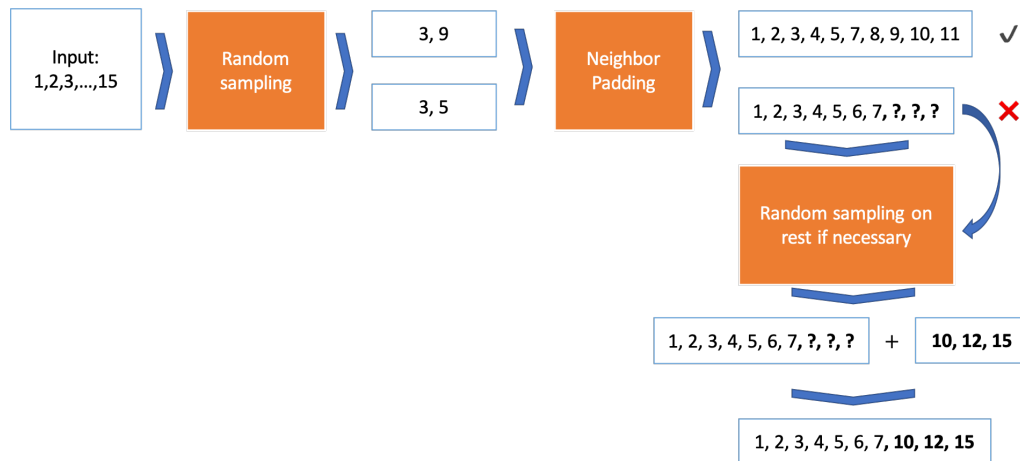 Input:
1,2,3,...,15
Random
sampling
3, 9
3, 5
Neighbor
Padding
1, 2, 3, 4, 5, 7, 8, 9, 10, 11
1, 2, 3, 4, 5, 6, 7, ?, ?, ?
Random sampling on
rest if necessary
1, 2, 3, 4, 5, 6, 7, ?, ?, ?
+
10, 12, 15
1, 2, 3, 4, 5, 6, 7, 10, 12, 15